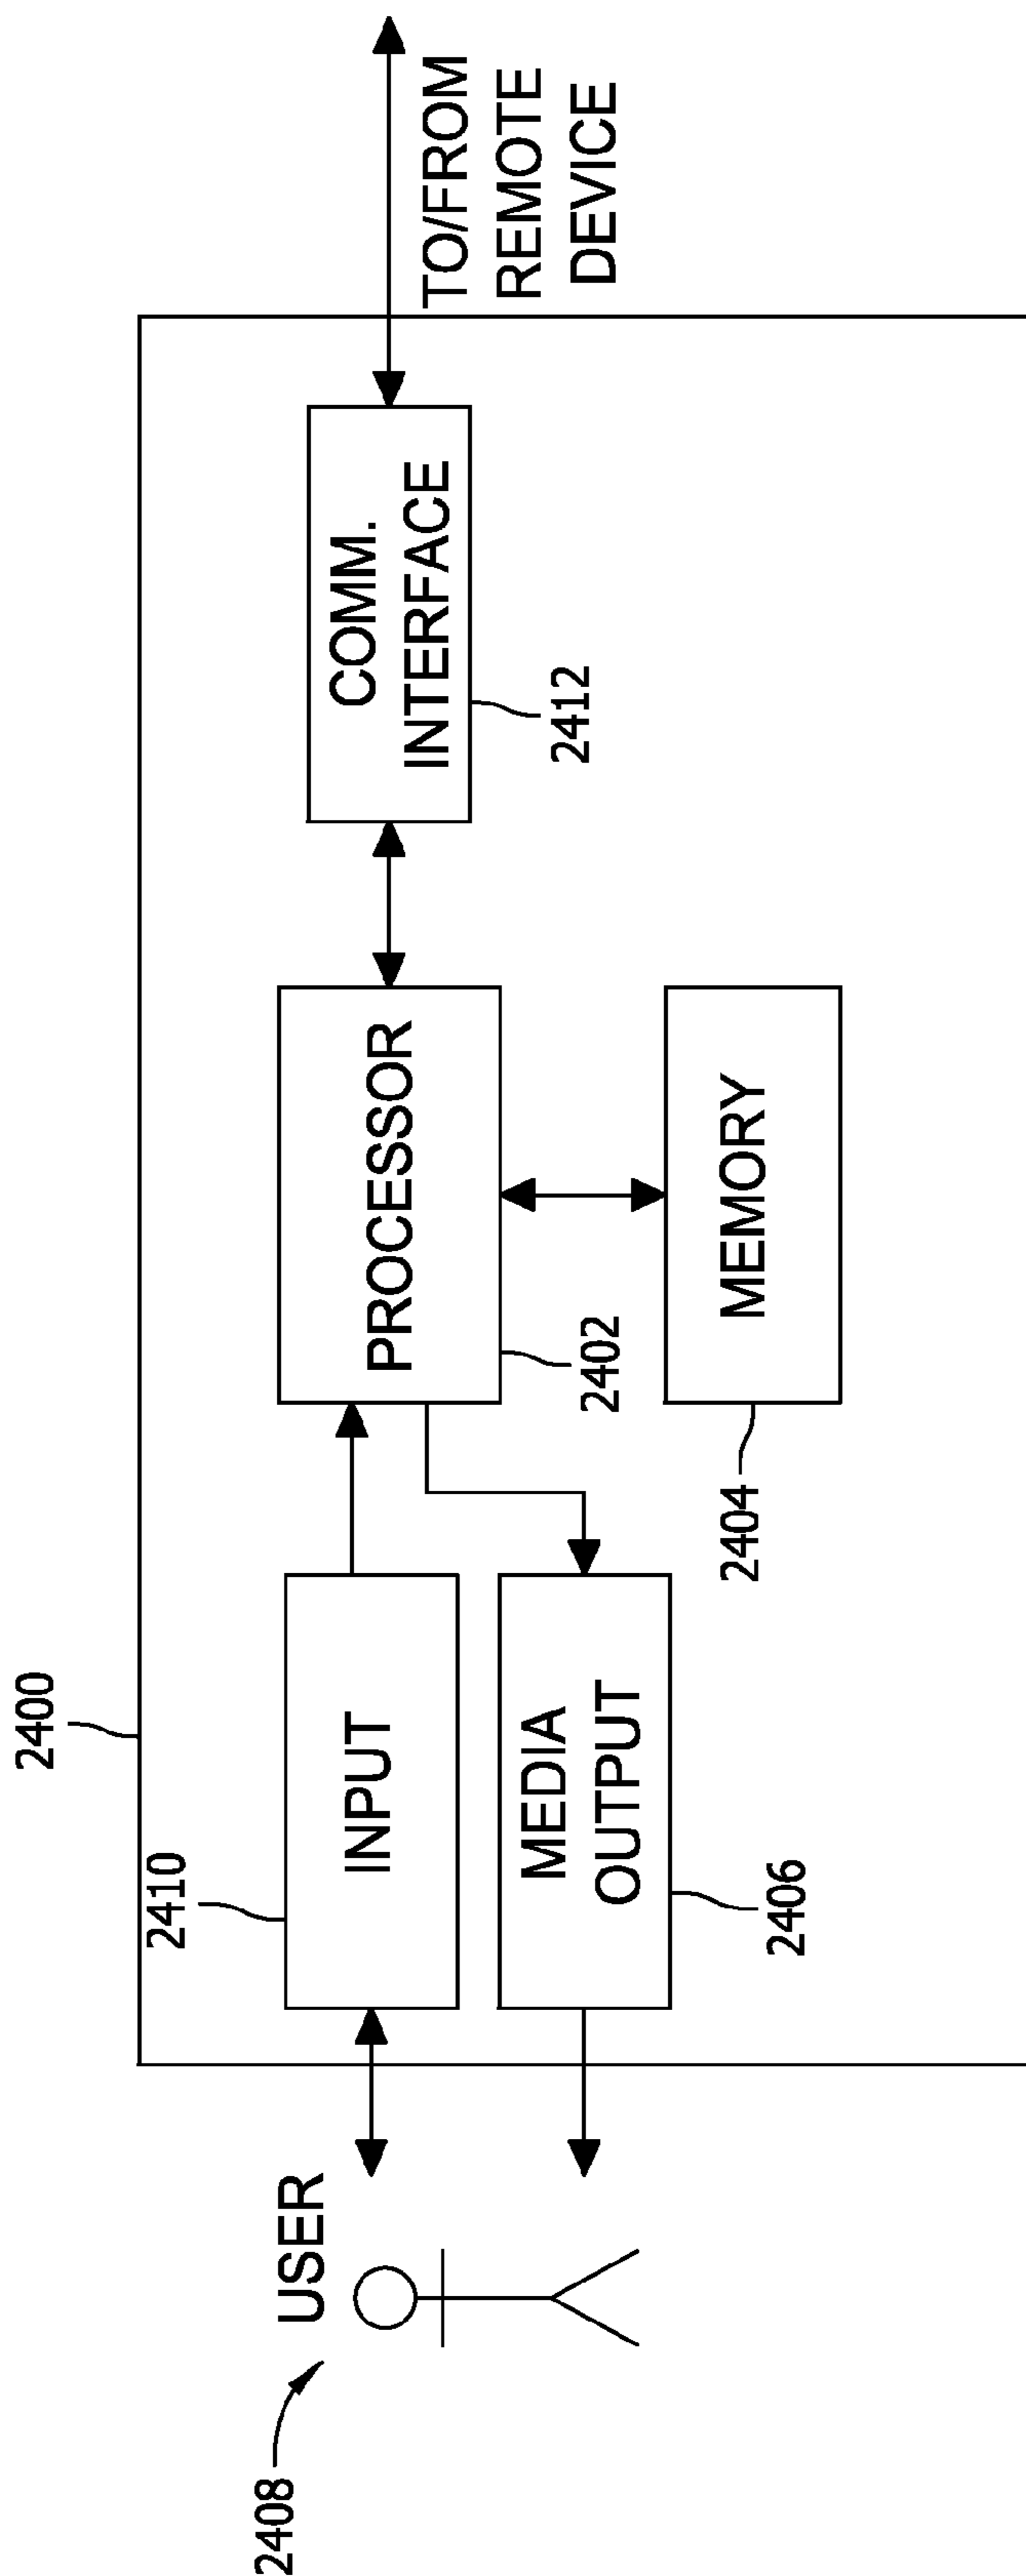 2400
2408
USER
2410
INPUT
MEDIA
OUTPUT
2406
PROCESSOR
2402
MEMORY
2404
COMM.
INTERFACE
2412
TO/FROM
REMOTE
DEVICE